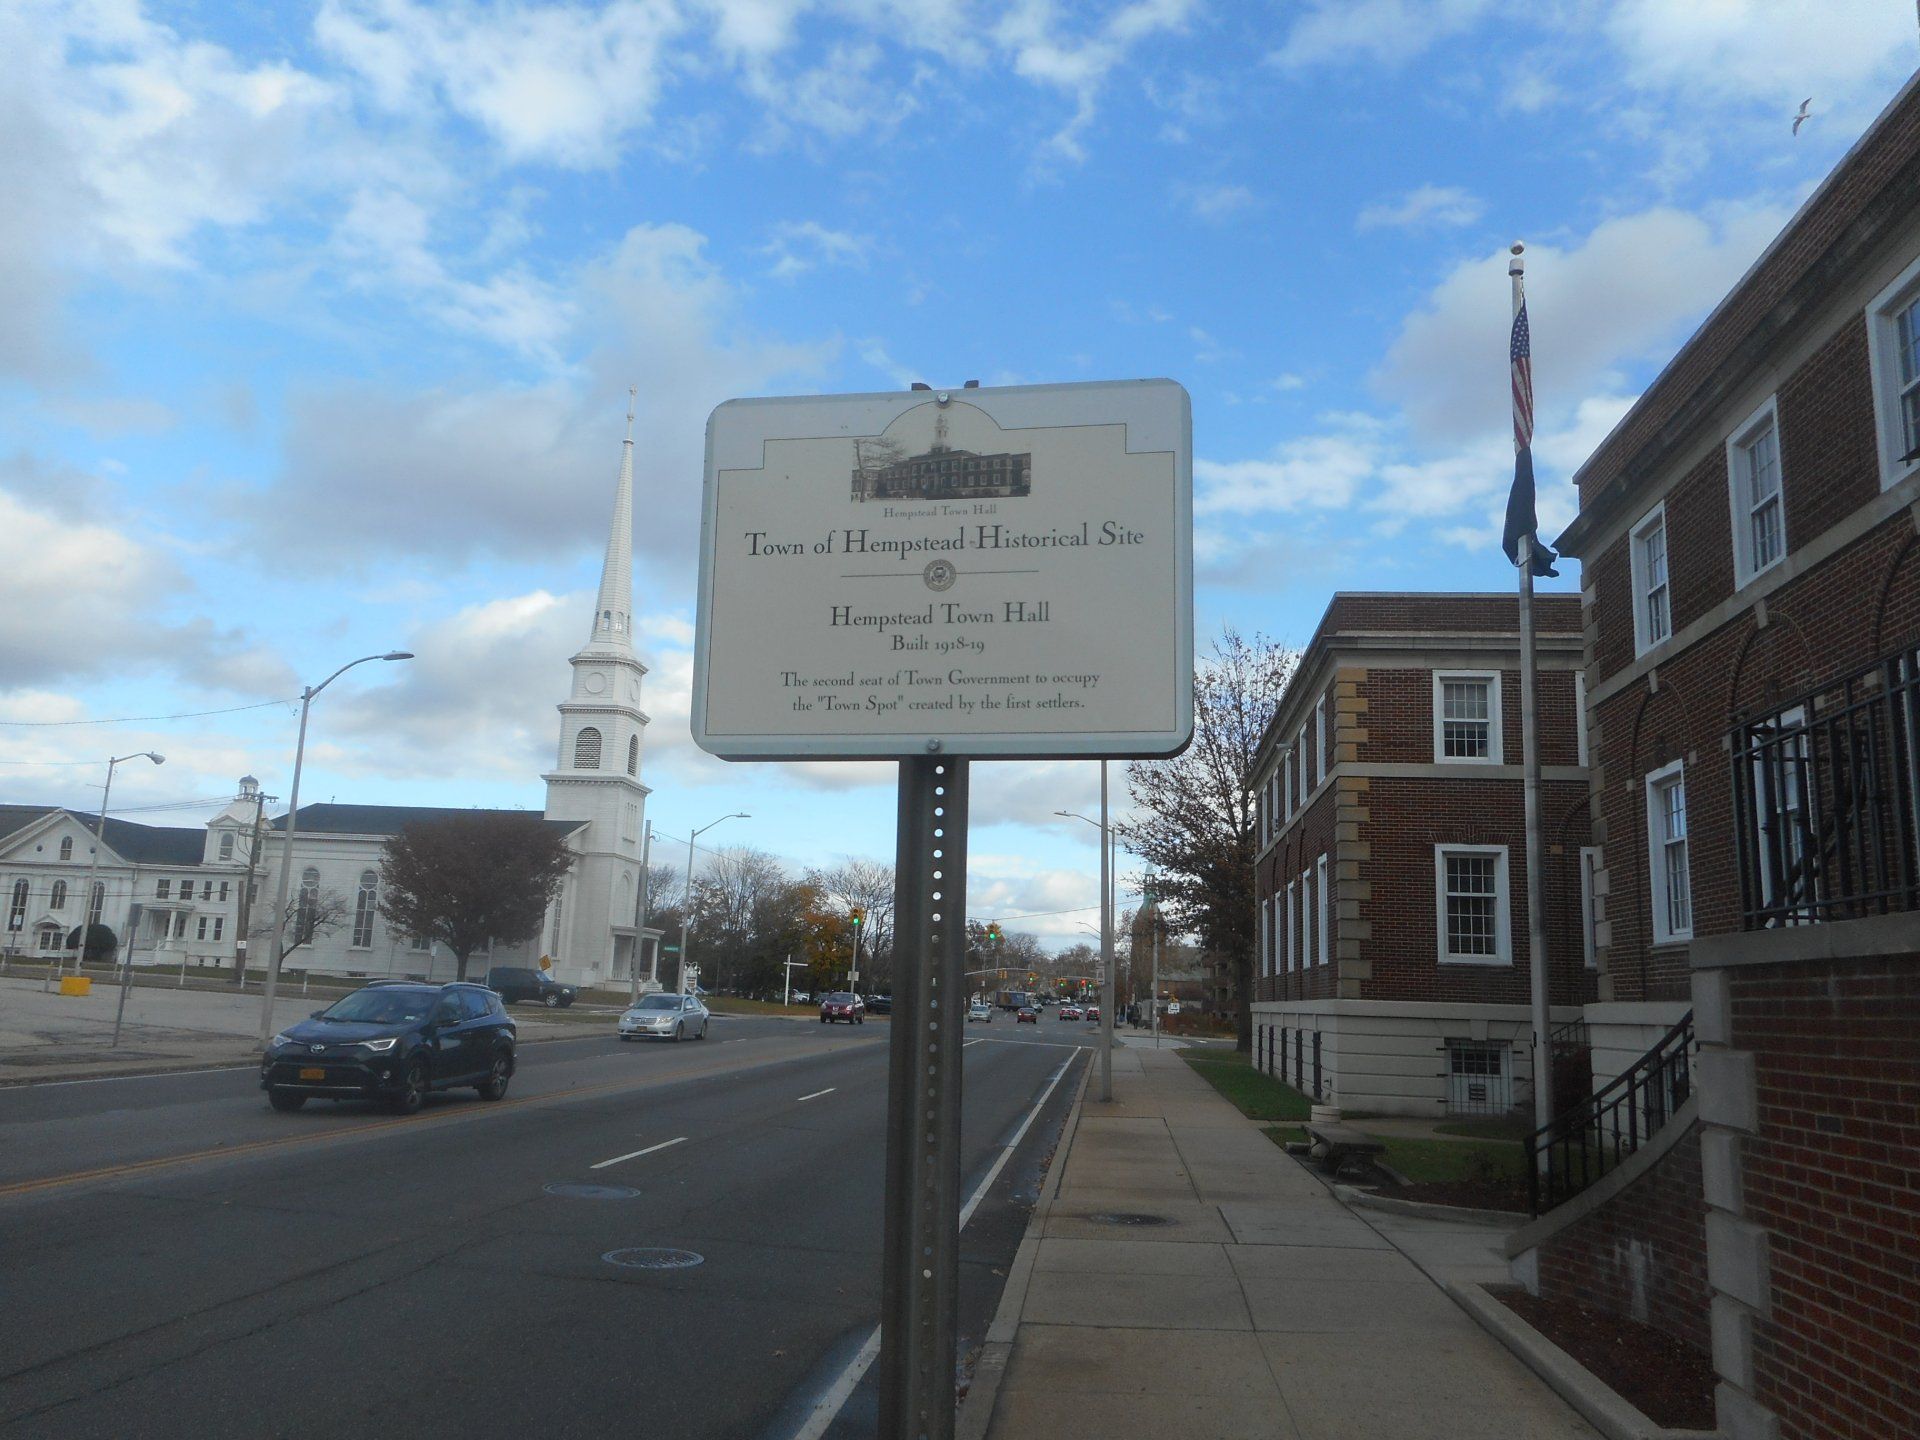 Hempstead Town Hall
Town of Hempstead Historical Site
Hempstead Town Hall
Built 1918-19
The second seat of Town Government to occupy
the "Town Spot" created by the first settlers.